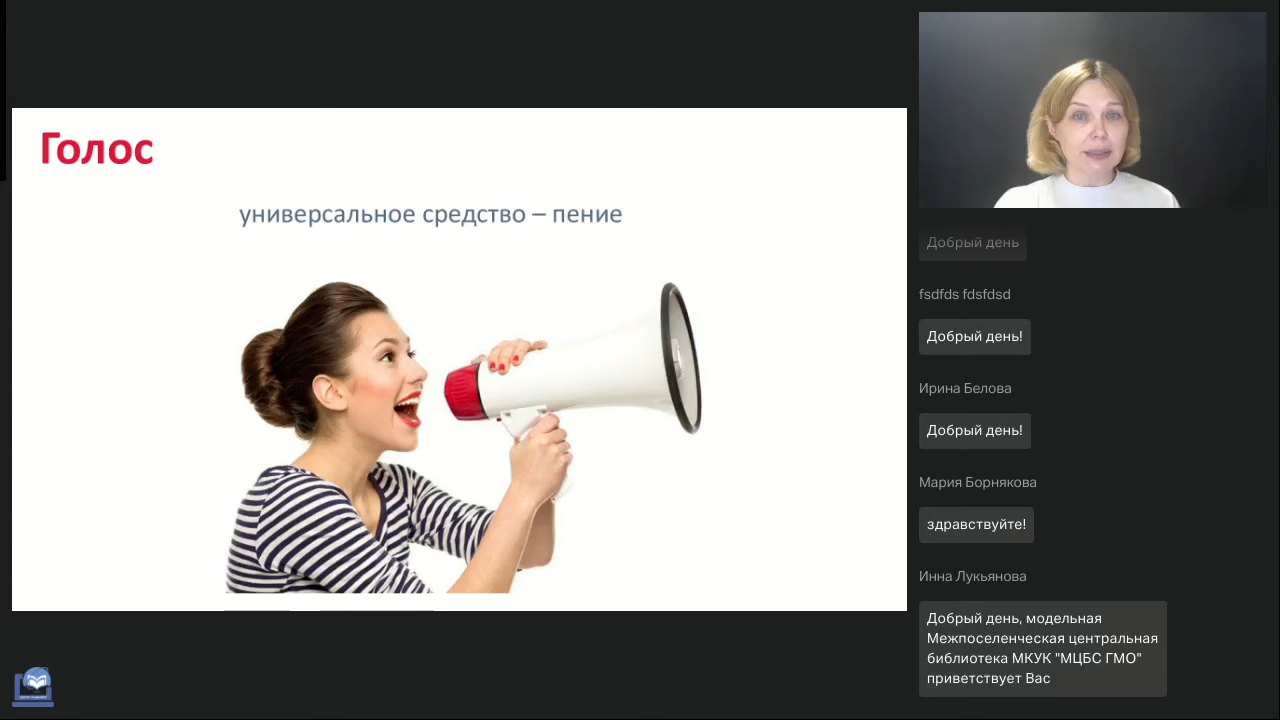 Голос
универсальное средство – пение
Добрый день
fsdfds fdsfdsd
Добрый день!
Ирина Белова
Добрый день!
Мария Борнякова
здравствуйте!
Инна Лукьянова
Добрый день, модельная
Межпоселенческая центральная
библиотека МКУК "МЦБС ГМО"
приветствует Вас